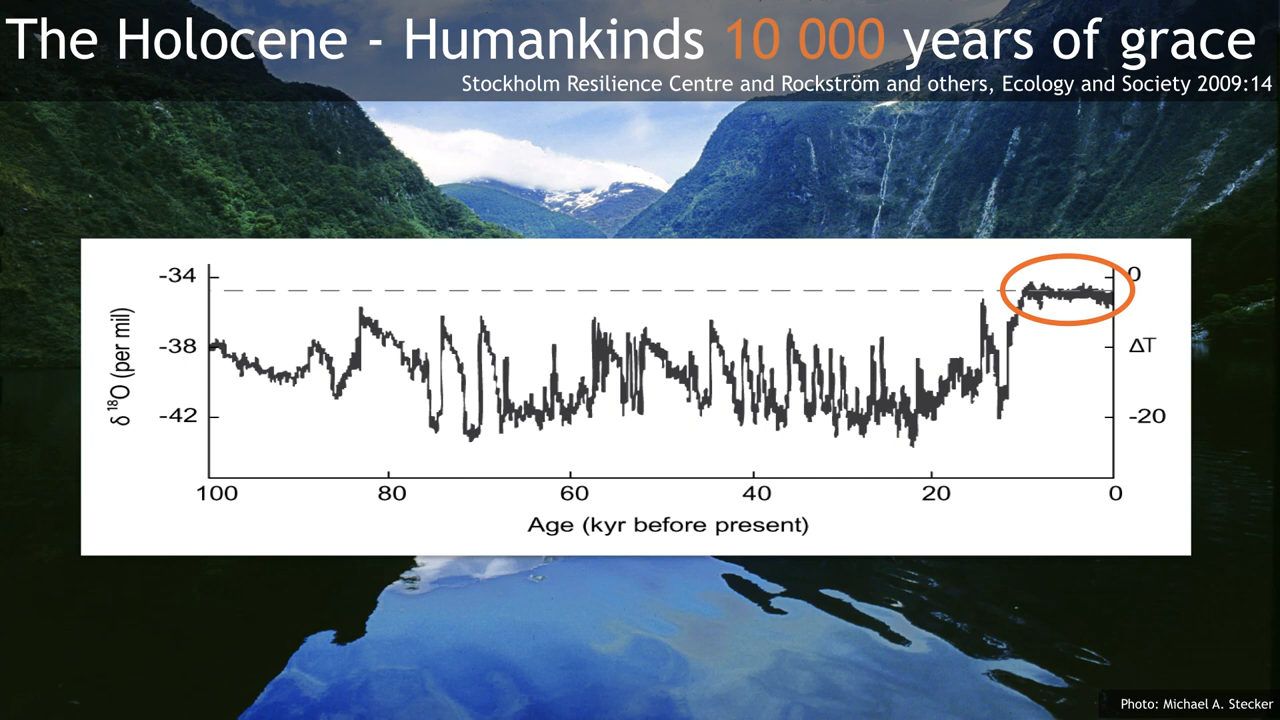 The Holocene - Humankinds 10 000 years of grace
Stockholm Resilience Centre and Rockström and others, Ecology and Society 2009:14
-34
-38
-42
δ ¹⁸O (per mil)
0
ΔT
-20
100
80
60
40
20
0
Age (kyr before present)
Photo: Michael A. Stecker